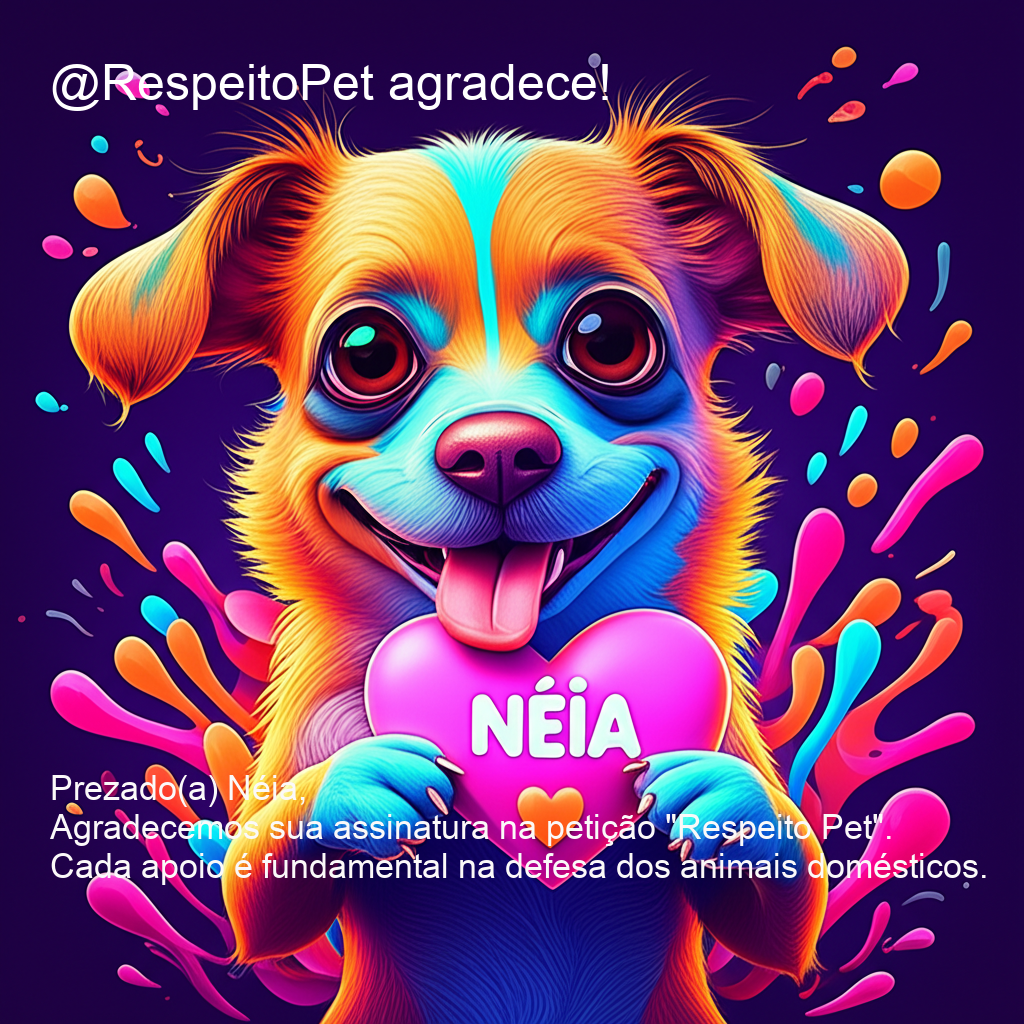 @RespeitoPet agradece!
NÉIA
Prezado(a) Néia,
Agradecemos sua assinatura na petição "Respeito Pet".
Cada apoio é fundamental na defesa dos animais domésticos.